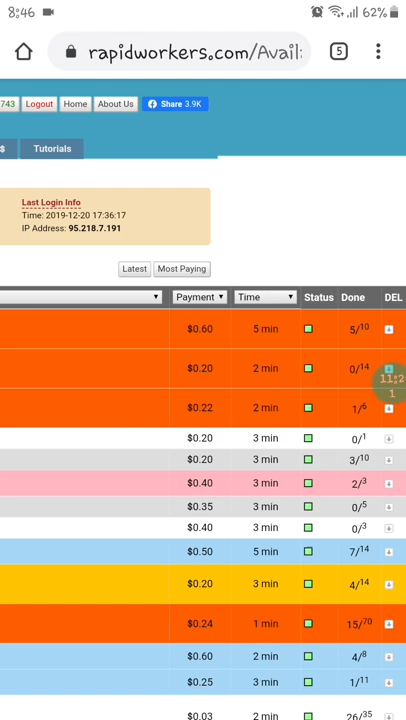 8:46 62%
rapidworkers.com/Avail 5
743 Logout Home About Us Share 3.9K
$ Tutorials
Last Login Info
Time: 2019-12-20 17:36:17
IP Address: 95.218.7.191
Latest Most Paying
Payment Time Status Done DEL
$0.60 5 min 5/10
$0.20 2 min 0/14
11:2
1
$0.22 2 min 1/6
$0.20 3 min 0/1
$0.20 3 min 3/10
$0.40 3 min 2/3
$0.35 3 min 0/5
$0.40 3 min 0/3
$0.50 5 min 7/14
$0.20 3 min 4/14
$0.24 1 min 15/70
$0.60 2 min 4/8
$0.25 3 min 1/11
$0.03 2 min 26/35